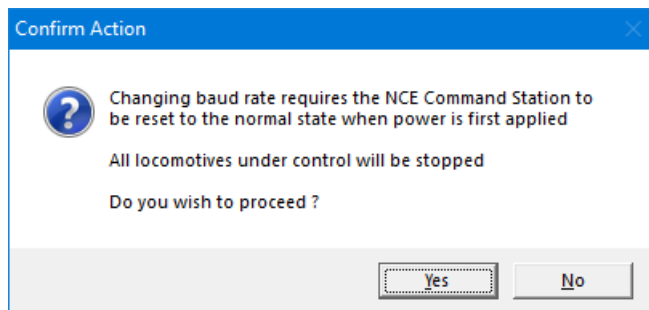 Confirm Action
Changing baud rate requires the NCE Command Station to
be reset to the normal state when power is first applied
All locomotives under control will be stopped
Do you wish to proceed ?
Yes
No